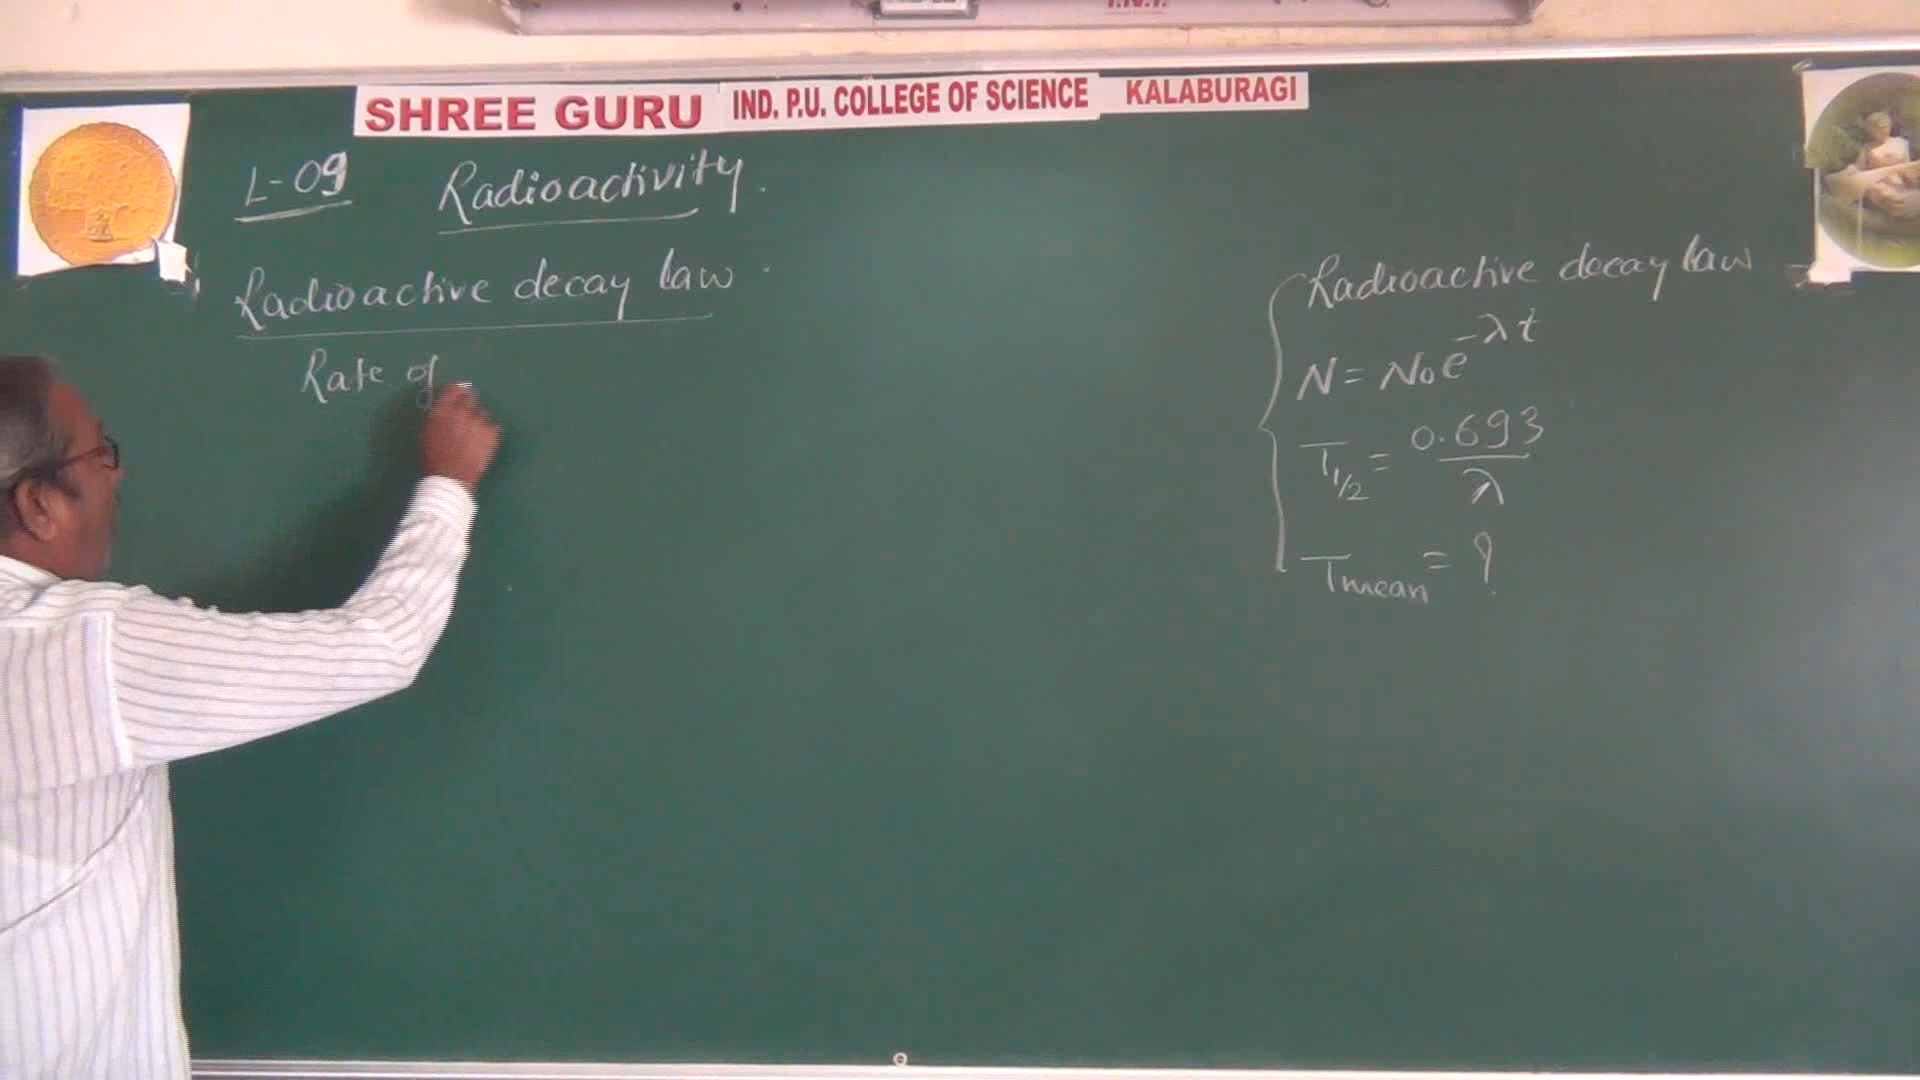 T.N.T.
SHREE GURU IND. P.U. COLLEGE OF SCIENCE KALABURAGI
L-09 Radioactivity.
Radioactive decay law.
Rate of
Radioactive decay law
N = N₀e^-λt
T1/2 = 0.693/λ
Tmean = ?